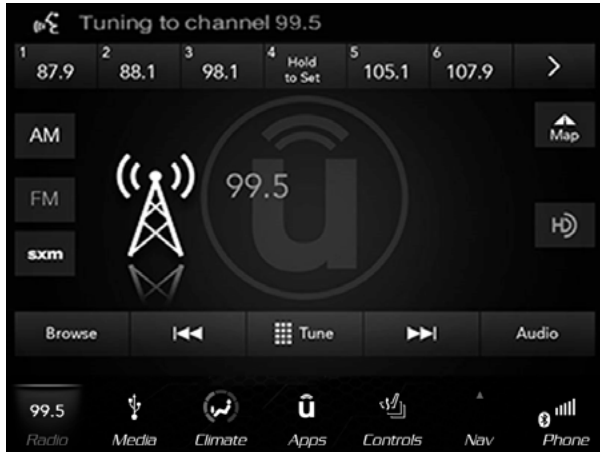 Tuning to channel 99.5
1 87.9 2 88.1 3 98.1 4 Hold to Set 5 105.1 6 107.9
AM
Map
99.5
FM
HD
sxm
Browse Tune Audio
99.5
Radio Media Climate Apps Controls Nav Phone